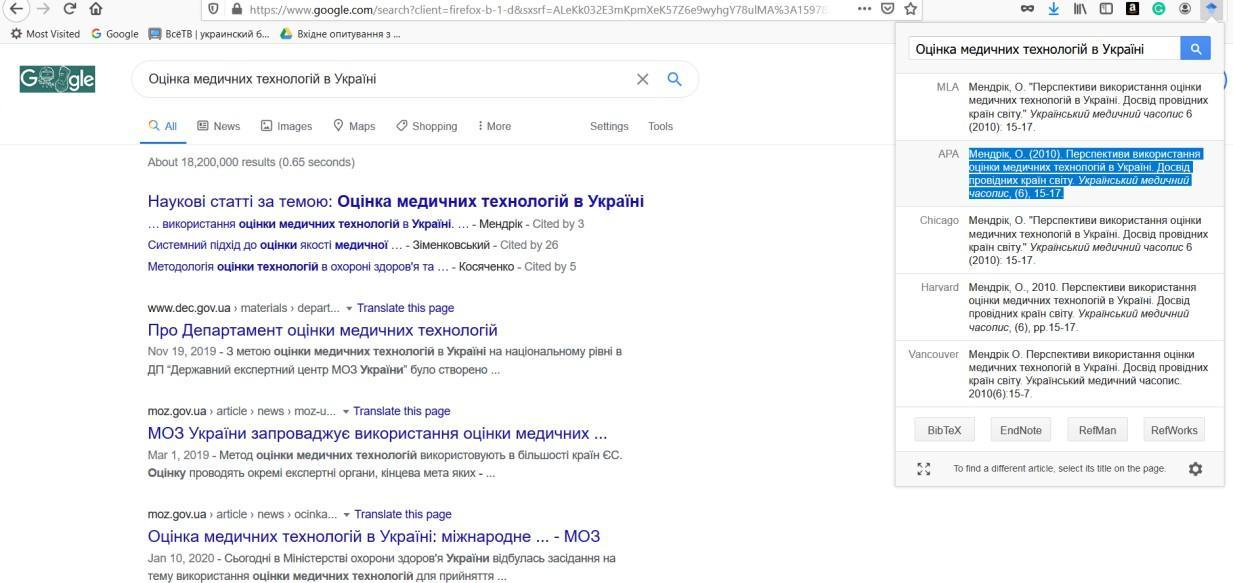 https://www.google.com/search?client=firefox-b-1-d&sxsrf=ALeKk032E3mKpmXeK57Z6e9wyhgY78ulMA%3A15978
Most Visited
Google
ВсёТВ | украинский б...
Вхідне опитування з ...
Google
Оцінка медичних технологій в Україні
All
News
Images
Maps
Shopping
More
Settings
Tools
About 18,200,000 results (0.65 seconds)
Наукові статті за темою: Оцінка медичних технологій в Україні
… використання оцінки медичних технологій в Україні. … - Мендрік - Cited by 3
Системний підхід до оцінки якості медичної … - Зіменковський - Cited by 26
Методологія оцінки технологій в охороні здоров'я та … - Косяченко - Cited by 5
www.dec.gov.ua › materials › depart... Translate this page
Про Департамент оцінки медичних технологій
Nov 19, 2019 - З метою оцінки медичних технологій в Україні на національному рівні в
ДП “Державний експертний центр МОЗ України” було створено ...
moz.gov.ua › article › news › moz-u... Translate this page
МОЗ України запроваджує використання оцінки медичних ...
Mar 1, 2019 - Метод оцінки медичних технологій використовують в більшості країн ЄС.
Оцінку проводять окремі експертні органи, кінцева мета яких - ...
moz.gov.ua › article › news › ocinka... Translate this page
Оцінка медичних технологій в Україні: міжнародне ... - МОЗ
Jan 10, 2020 - Сьогодні в Міністерстві охорони здоров'я України відбулась засідання на
тему використання оцінки медичних технологій для прийняття ...
Оцінка медичних технологій в Україні
MLA
Мендрік, О. "Перспективи використання оцінки
медичних технологій в Україні. Досвід провідних
країн світу." Український медичний часопис 6
(2010): 15-17.
APA
Мендрік, О. (2010). Перспективи використання
оцінки медичних технологій в Україні. Досвід
провідних країн світу. Український медичний
часопис, (6), 15-17.
Chicago
Мендрік, О. "Перспективи використання оцінки
медичних технологій в Україні. Досвід провідних
країн світу." Український медичний часопис 6
(2010): 15-17.
Harvard
Мендрік, О., 2010. Перспективи використання
оцінки медичних технологій в Україні. Досвід
провідних країн світу. Український медичний
часопис, (6), pp.15-17.
Vancouver
Мендрік О. Перспективи використання оцінки
медичних технологій в Україні. Досвід провідних
країн світу. Український медичний часопис.
2010(6):15-7.
BibTeX
EndNote
RefMan
RefWorks
To find a different article, select its title on the page.